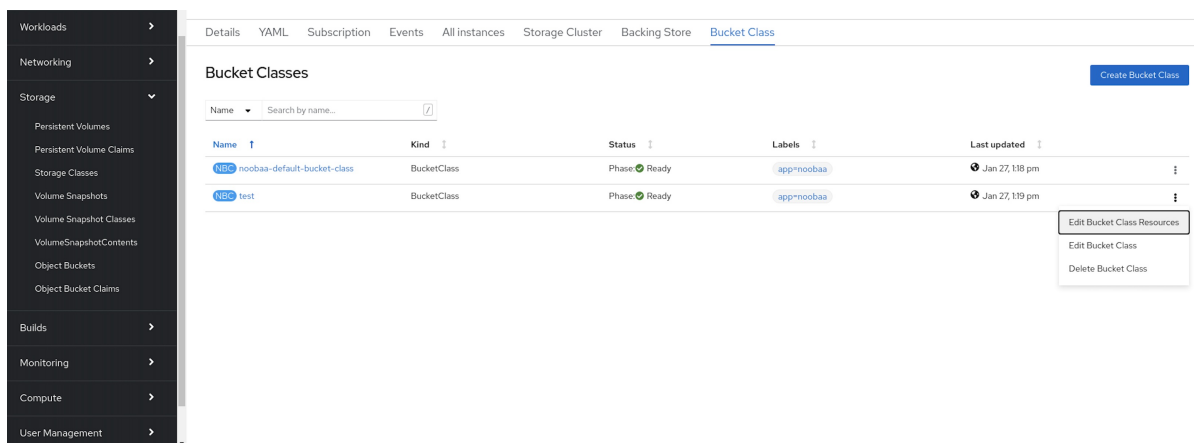 Workloads
Networking
Storage
Persistent Volumes
Persistent Volume Claims
Storage Classes
Volume Snapshots
Volume Snapshot Classes
VolumeSnapshotContents
Object Buckets
Object Bucket Claims
Builds
Monitoring
Compute
User Management
Details YAML Subscription Events All instances Storage Cluster Backing Store Bucket Class
Bucket Classes
Create Bucket Class
Name Search by name... /
Name Kind Status Labels Last updated
NBC noobaa-default-bucket-class BucketClass Phase: Ready app=noobaa Jan 27, 1:18 pm
NBC test BucketClass Phase: Ready app=noobaa Jan 27, 1:19 pm
Edit Bucket Class Resources
Edit Bucket Class
Delete Bucket Class